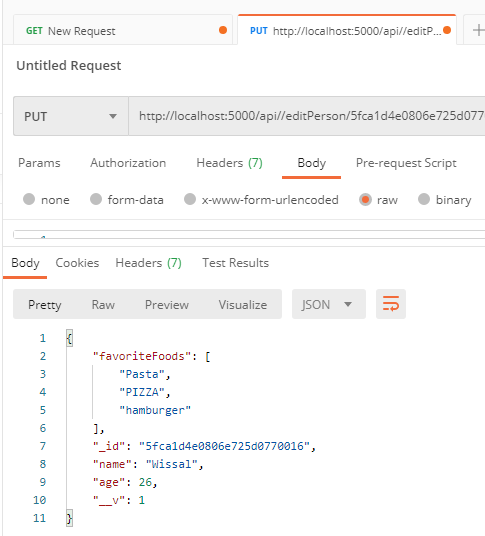 GET New Request PUT http://localhost:5000/api//editP...
Untitled Request
PUT http://localhost:5000/api//editPerson/5fca1d4e0806e725d077
Params Authorization Headers (7) Body Pre-request Script
none form-data x-www-form-urlencoded raw binary
Body Cookies Headers (7) Test Results
Pretty Raw Preview Visualize JSON
1 {
2 "favoriteFoods": [
3 "Pasta",
4 "PIZZA",
5 "hamburger"
6 ],
7 "_id": "5fca1d4e0806e725d0770016",
8 "name": "Wissal",
9 "age": 26,
10 "__v": 1
11 }